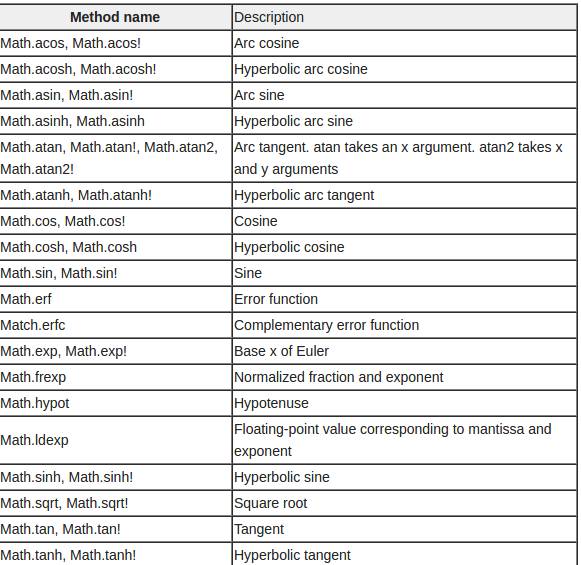 Method name Description
Math.acos, Math.acos! Arc cosine
Math.acosh, Math.acosh! Hyperbolic arc cosine
Math.asin, Math.asin! Arc sine
Math.asinh, Math.asinh Hyperbolic arc sine
Math.atan, Math.atan!, Math.atan2,
Math.atan2!
Arc tangent. atan takes an x argument. atan2 takes x
and y arguments
Math.atanh, Math.atanh! Hyperbolic arc tangent
Math.cos, Math.cos! Cosine
Math.cosh, Math.cosh Hyperbolic cosine
Math.sin, Math.sin! Sine
Math.erf Error function
Match.erfc Complementary error function
Math.exp, Math.exp! Base x of Euler
Math.frexp Normalized fraction and exponent
Math.hypot Hypotenuse
Math.ldexp
Floating-point value corresponding to mantissa and
exponent
Math.sinh, Math.sinh! Hyperbolic sine
Math.sqrt, Math.sqrt! Square root
Math.tan, Math.tan! Tangent
Math.tanh, Math.tanh! Hyperbolic tangent